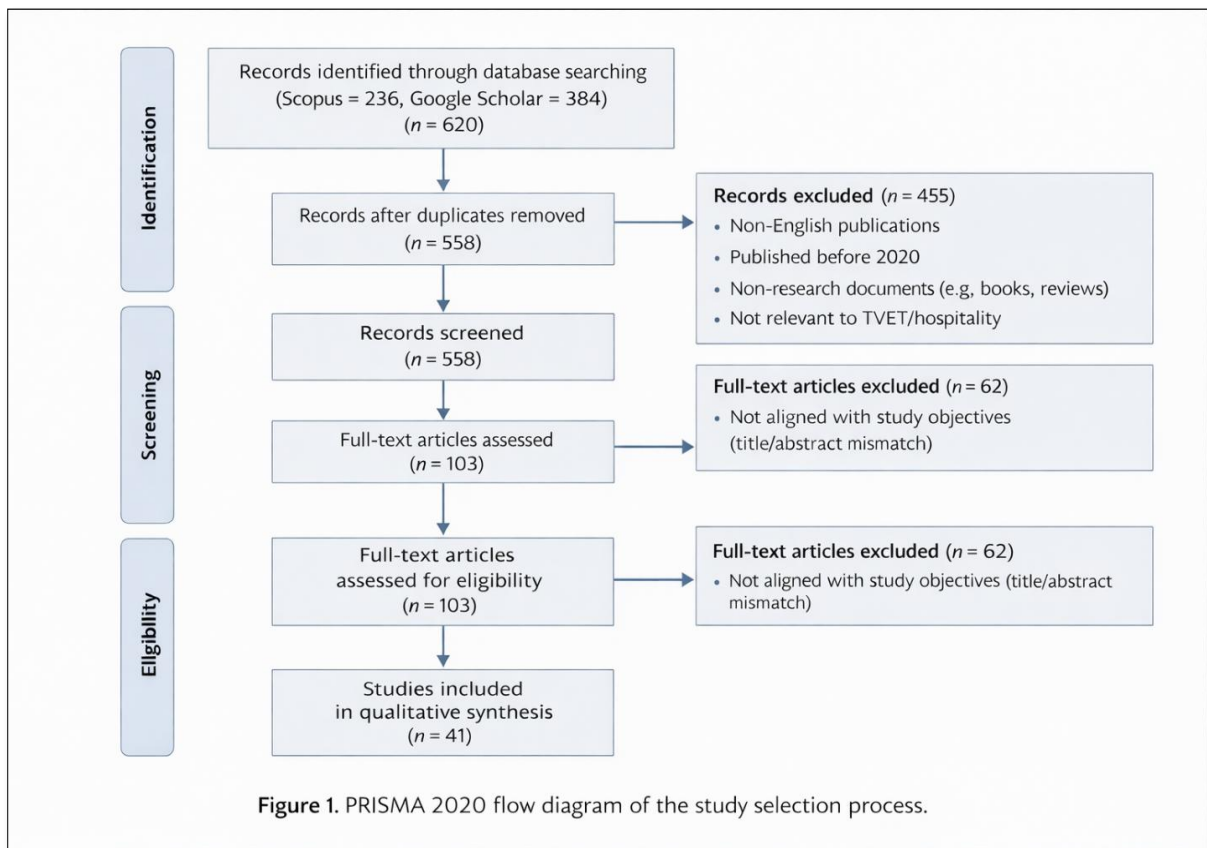 Identification
Records identified through database searching
(Scopus = 236, Google Scholar = 384)
(n = 620)
Records after duplicates removed
(n = 558)
Records excluded (n = 455)
• Non-English publications
• Published before 2020
• Non-research documents (e.g, books, reviews)
• Not relevant to TVET/hospitality
Screening
Records screened
(n = 558)
Full-text articles assessed
(n = 103)
Full-text articles excluded (n = 62)
• Not aligned with study objectives
(title/abstract mismatch)
Eligibility
Full-text articles
assessed for eligibility
(n = 103)
Full-text articles excluded (n = 62)
• Not aligned with study objectives (title/abstract
mismatch)
Studies included
in qualitative synthesis
(n = 41)
Figure 1. PRISMA 2020 flow diagram of the study selection process.